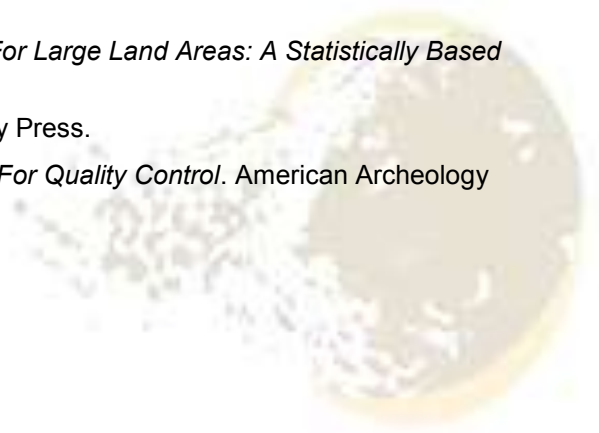 For Large Land Areas: A Statistically Based
y Press.
For Quality Control. American Archeology